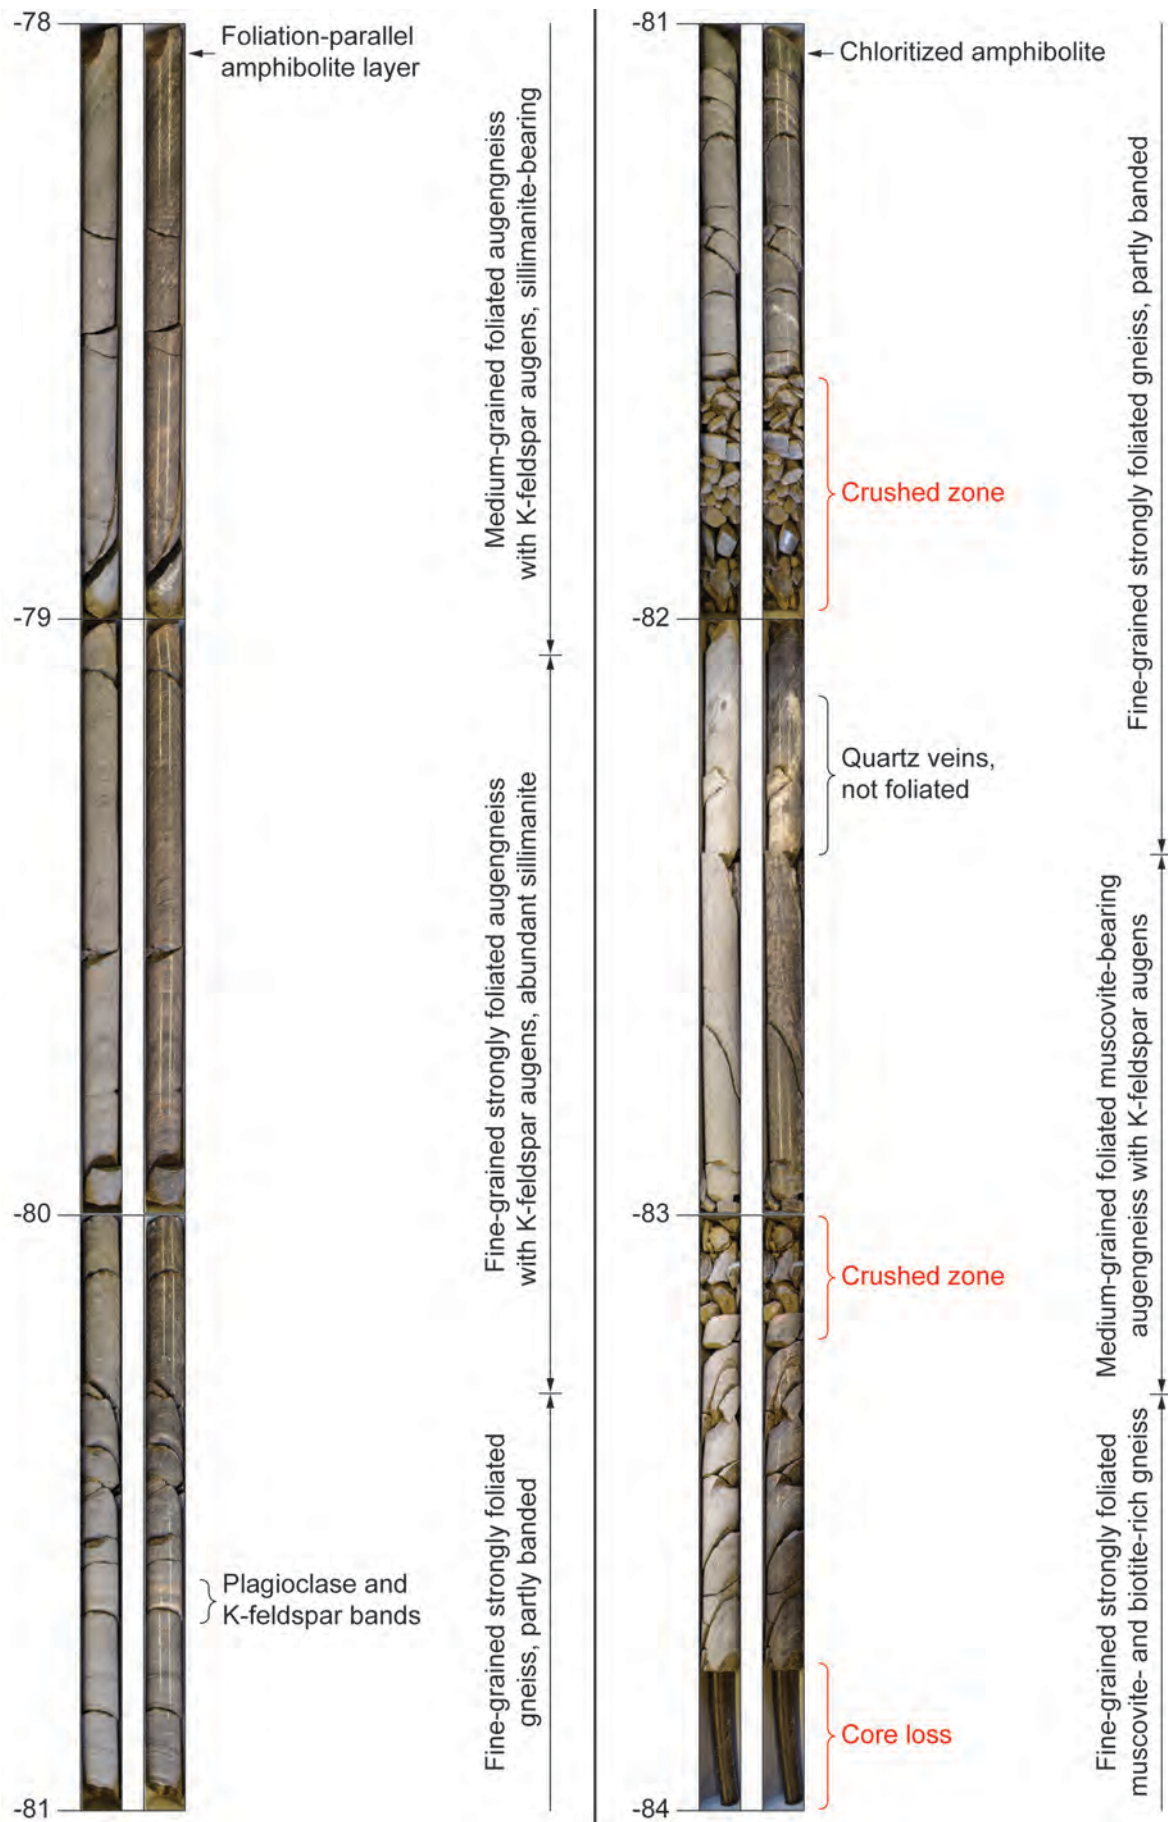 -78
Foliation-parallel
amphibolite layer
Medium-grained foliated augengneiss
with K-feldspar augens, sillimanite-bearing
-79
Fine-grained strongly foliated augengneiss
with K-feldspar augens, abundant sillimanite
-80
Fine-grained strongly foliated
gneiss, partly banded
Plagioclase and
K-feldspar bands
-81
-81
Chloritized amphibolite
Fine-grained strongly foliated gneiss, partly banded
Crushed zone
-82
Quartz veins,
not foliated
Medium-grained foliated muscovite-bearing
augengneiss with K-feldspar augens
-83
Crushed zone
Fine-grained strongly foliated
muscovite- and biotite-rich gneiss
Core loss
-84